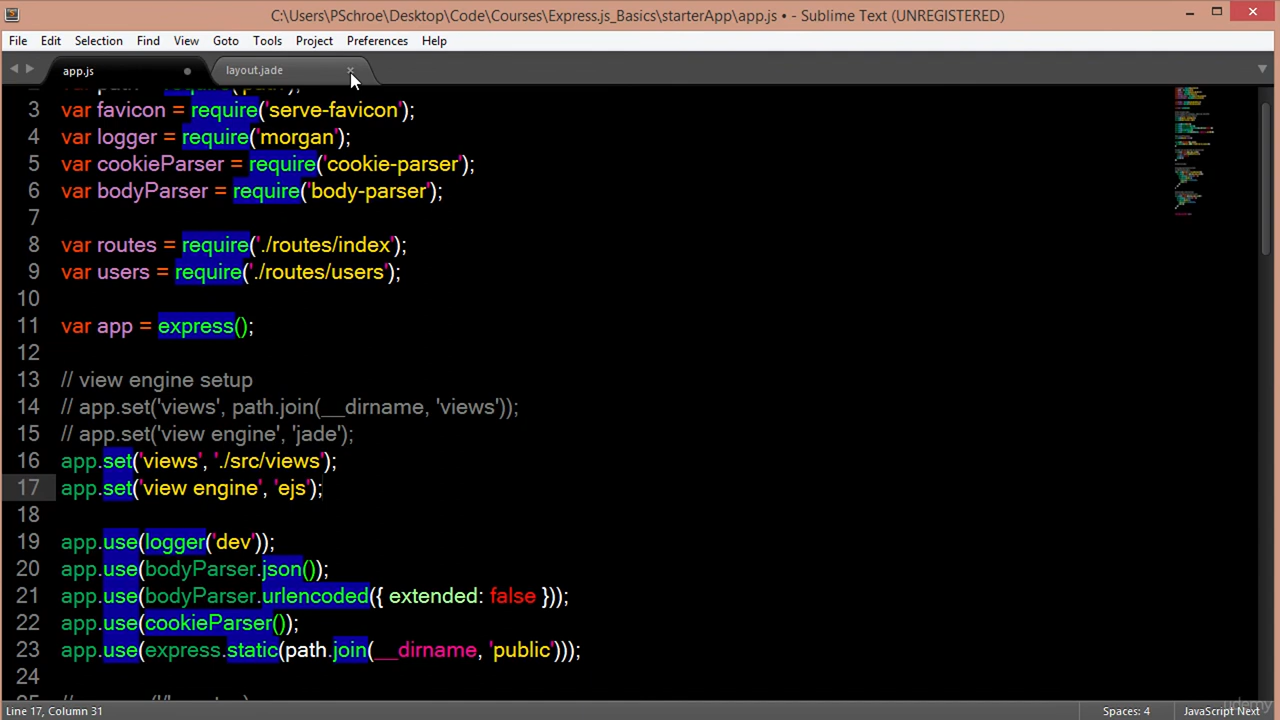 C:\Users\PSchroe\Desktop\Code\Courses\Express.js_Basics\starterApp\app.js • - Sublime Text (UNREGISTERED)
File Edit Selection Find View Goto Tools Project Preferences Help
app.js layout.jade
3 var favicon = require('serve-favicon');
4 var logger = require('morgan');
5 var cookieParser = require('cookie-parser');
6 var bodyParser = require('body-parser');
7
8 var routes = require('./routes/index');
9 var users = require('./routes/users');
10
11 var app = express();
12
13 // view engine setup
14 // app.set('views', path.join(__dirname, 'views'));
15 // app.set('view engine', 'jade');
16 app.set('views', './src/views');
17 app.set('view engine', 'ejs');
18
19 app.use(logger('dev'));
20 app.use(bodyParser.json());
21 app.use(bodyParser.urlencoded({ extended: false }));
22 app.use(cookieParser());
23 app.use(express.static(path.join(__dirname, 'public')));
24
Line 17, Column 31 Spaces: 4 JavaScript Next
udemy